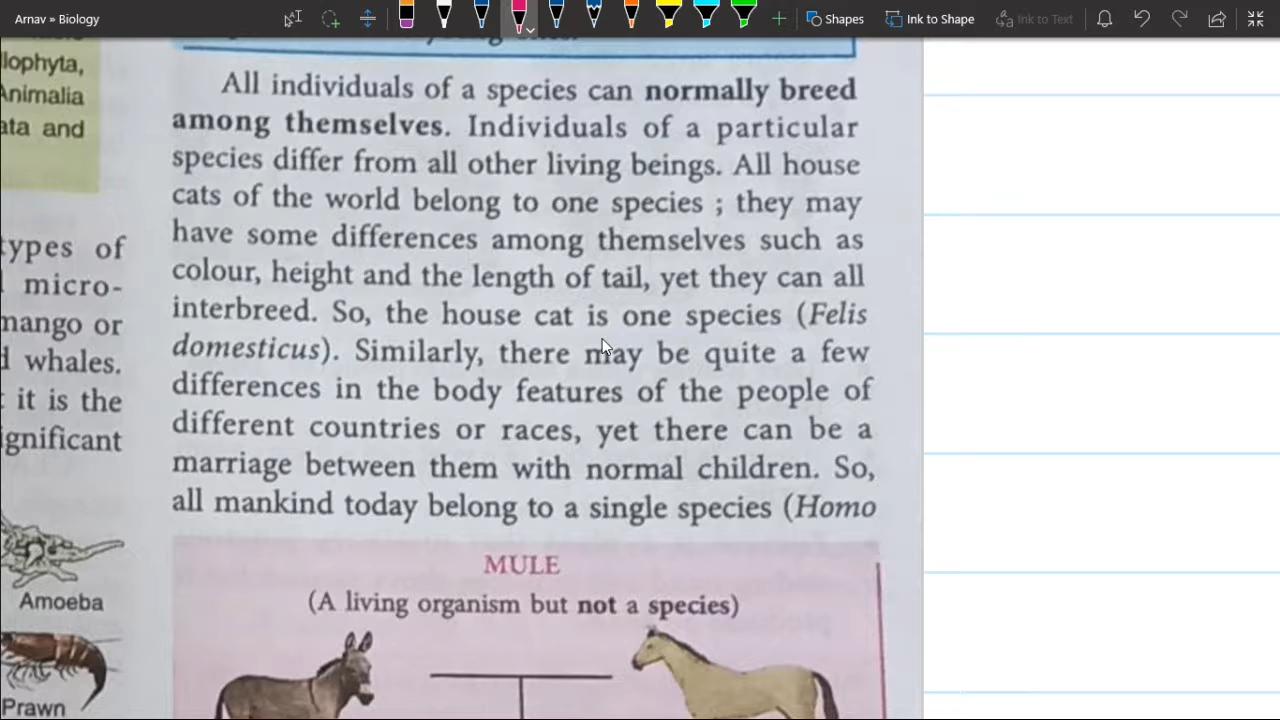 Arnav » Biology
Shapes
Ink to Shape
Ink to Text
lophyta,
Animalia
ata and
types of
micro-
mango or
d whales.
it is the
ignificant
Amoeba
Prawn
All individuals of a species can normally breed
among themselves. Individuals of a particular
species differ from all other living beings. All house
cats of the world belong to one species ; they may
have some differences among themselves such as
colour, height and the length of tail, yet they can all
interbreed. So, the house cat is one species (Felis
domesticus). Similarly, there may be quite a few
differences in the body features of the people of
different countries or races, yet there can be a
marriage between them with normal children. So,
all mankind today belong to a single species (Homo
MULE
(A living organism but not a species)